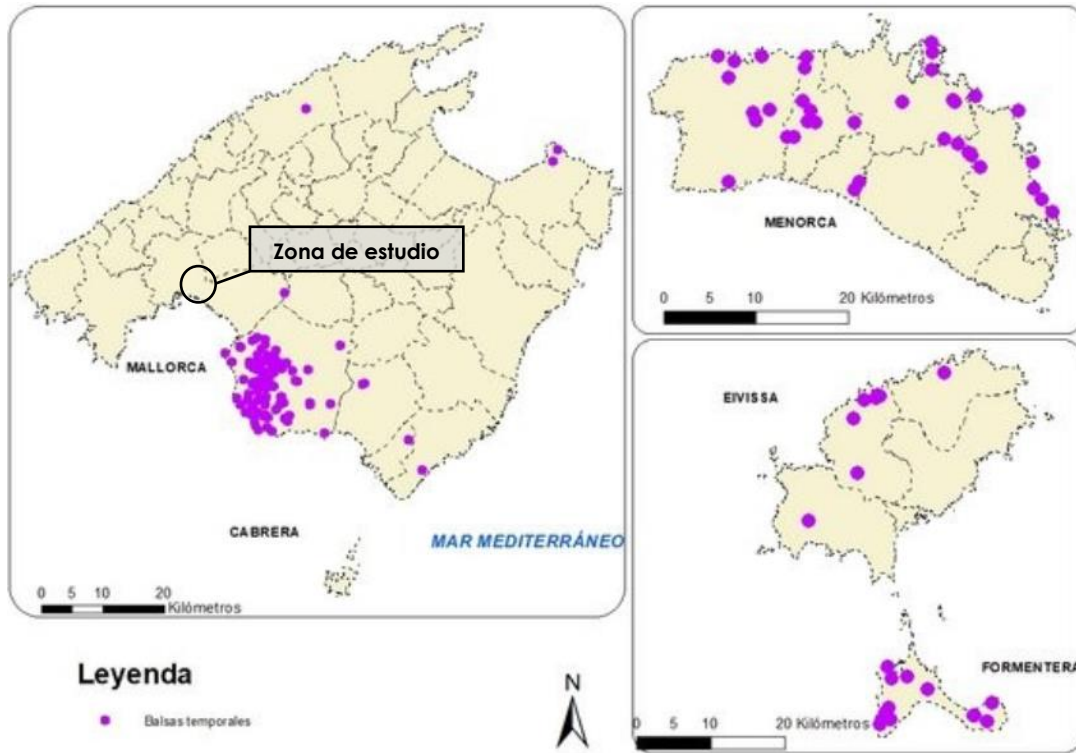 Zona de estudio
MALLORCA
CABRERA
MAR MEDITERRÁNEO
0 5 10 20
Kilómetros
MENORCA
0 5 10 20 Kilómetros
EIVISSA
FORMENTERA
0 5 10 20 Kilómetros
Leyenda
Balsas temporales
N